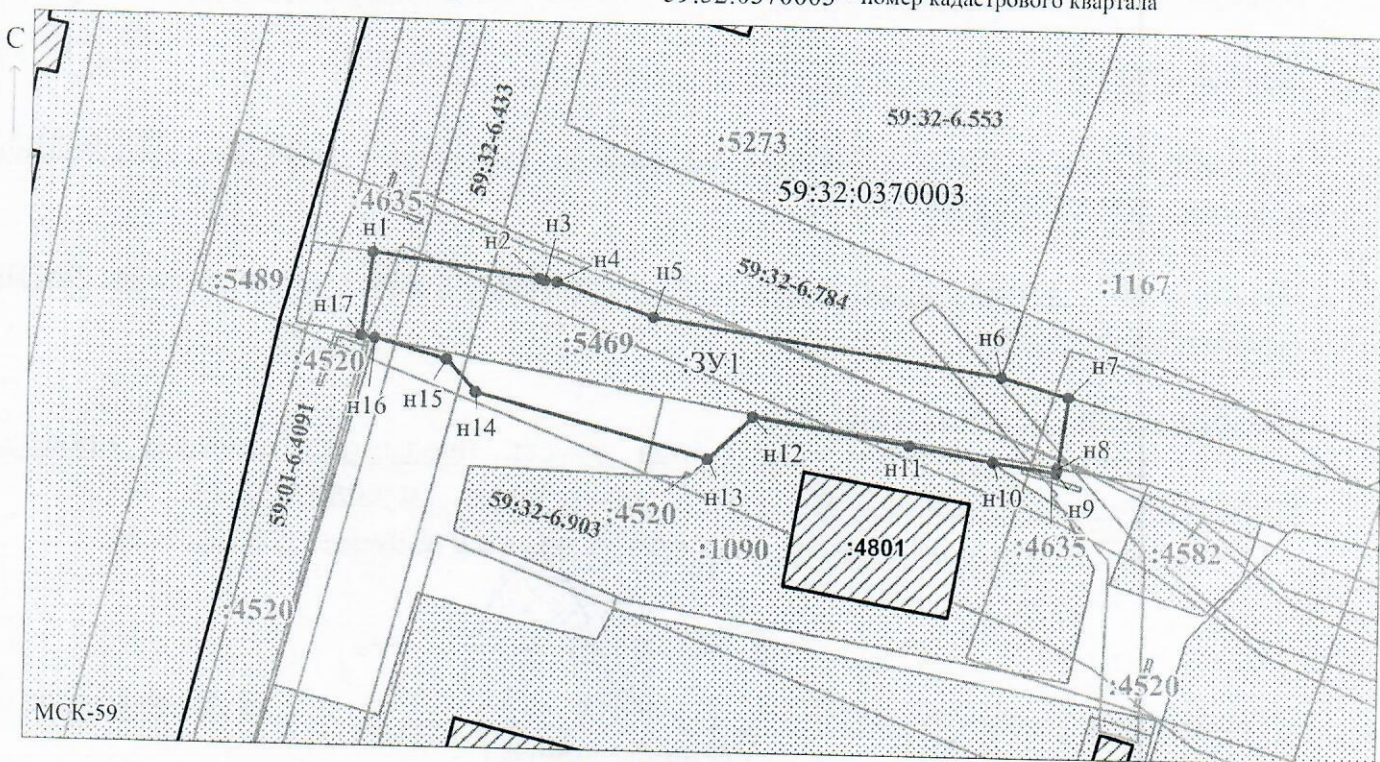 59:32:0370003 - номер кадастрового квартала
С
59:32-6.433
59:32-6.553
:5273
59:32:0370003
:4635
н1
н2
н3
н4
н5
59:32-6.784
:1167
:5489
н17
:4520
:5469
:ЗУ1
н6
н7
н16
н15
н14
н12
н13
н11
н10
н8
н9
59:01-6.4091
59:32-6.903
:4520
:1090
:4801
:4635
:4582
:4520
:4520
МСК-59